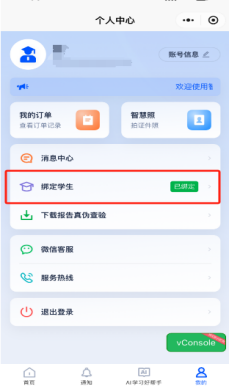 个人中心
账号信息
欢迎使用
我的订单
查看订单记录
智慧照
拍证件照
消息中心
绑定学生
已绑定
下载报告真伪查验
微信客服
服务热线
退出登录
vConsole
首页
通知
AI
AI学习好帮手
我的